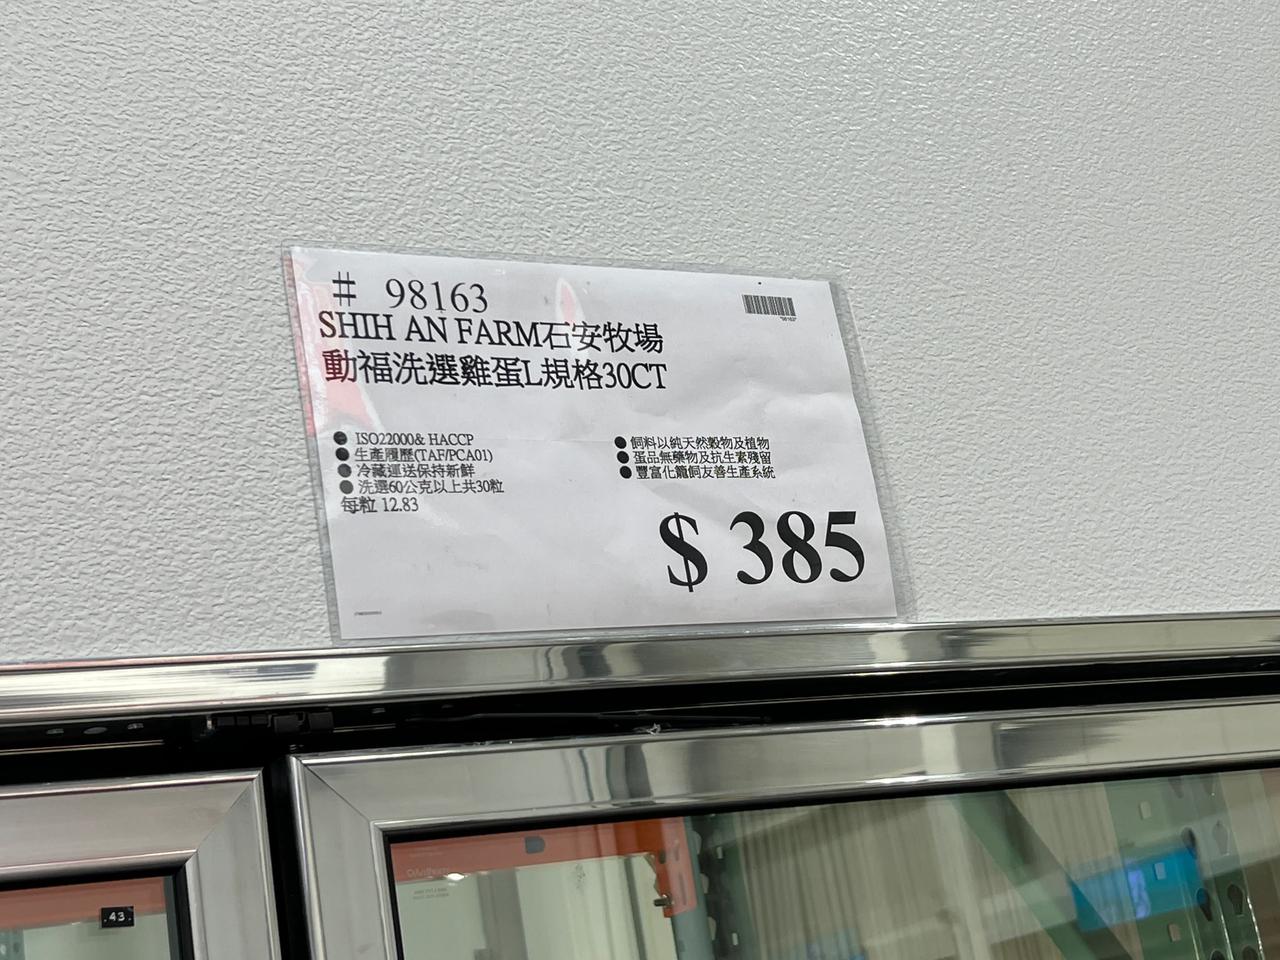 # 98163
SHIH AN FARM石安牧場
動福洗選雞蛋L規格30CT
● ISO22000& HACCP
● 生產履歷(TAF/PCA01)
● 冷藏運送保持新鮮
● 洗選60公克以上共30粒
每粒 12.83
● 飼料以純天然穀物及植物
● 蛋品無藥物及抗生素殘留
● 豐富化籠飼友善生產系統
$ 385
.43.